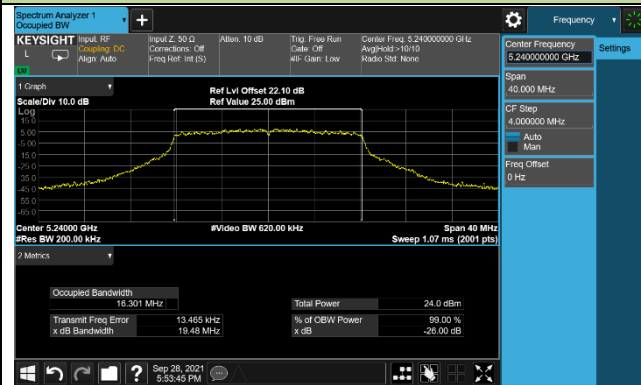 Spectrum Analyzer 1
Occupied BW
+
Frequency
KEYSIGHT
Input: RF
Coupling: DC
Align: Auto
Input Z: 50 Ω
Corrections: Off
Freq Ref: Int (S)
Atten: 10 dB
Trig: Free Run
Gate: Off
#IF Gain: Low
Center Freq: 5.240000000 GHz
Avg|Hold:>10/10
Radio Std: None
L
LNI
Center Frequency
5.240000000 GHz
Settings
Span
40.000 MHz
CF Step
4.000000 MHz
Auto
Man
Freq Offset
0 Hz
1 Graph
Scale/Div 10.0 dB
Ref Lvl Offset 22.10 dB
Ref Value 25.00 dBm
Log
15.0
5.00
-5.00
-15.0
-25.0
-35.0
-45.0
-55.0
-65.0
Center 5.24000 GHz
#Video BW 620.00 kHz
Span 40 MHz
#Res BW 200.00 kHz
Sweep 1.07 ms (2001 pts)
2 Metrics
Occupied Bandwidth
16.301 MHz
Total Power 24.0 dBm
Transmit Freq Error 13.465 kHz
% of OBW Power 99.00 %
x dB Bandwidth 19.48 MHz
x dB -26.00 dB
?
Sep 28, 2021
5:53:45 PM